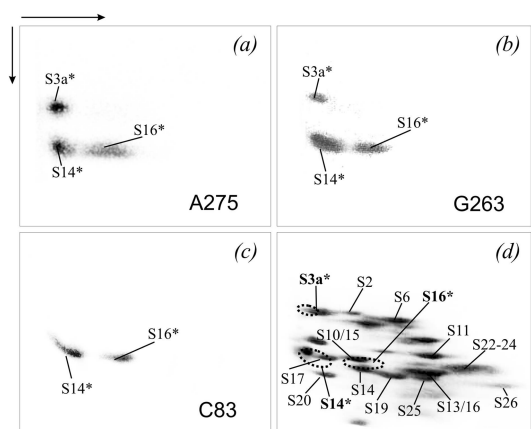 (a)
S3a*
S16*
S14*
A275
(b)
S3a*
S16*
S14*
G263
(c)
S16*
S14*
C83
(d)
S3a*
S2
S6
S16*
S10/15
S11
S22-24
S17
S14
S20
S14*
S19
S25
S13/16
S26